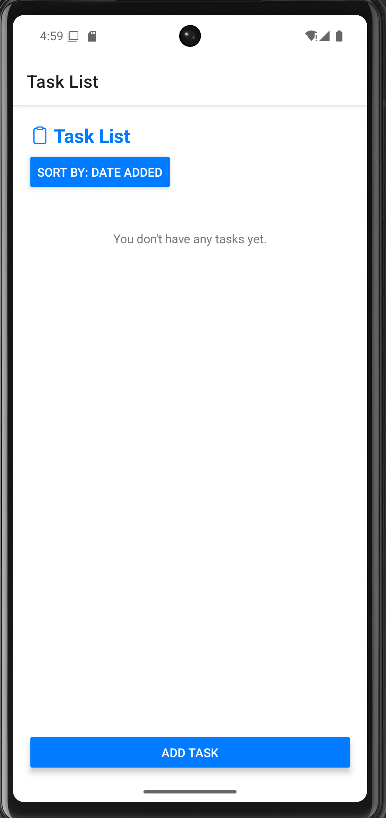 4:59
Task List
Task List
SORT BY: DATE ADDED
You don't have any tasks yet.
ADD TASK